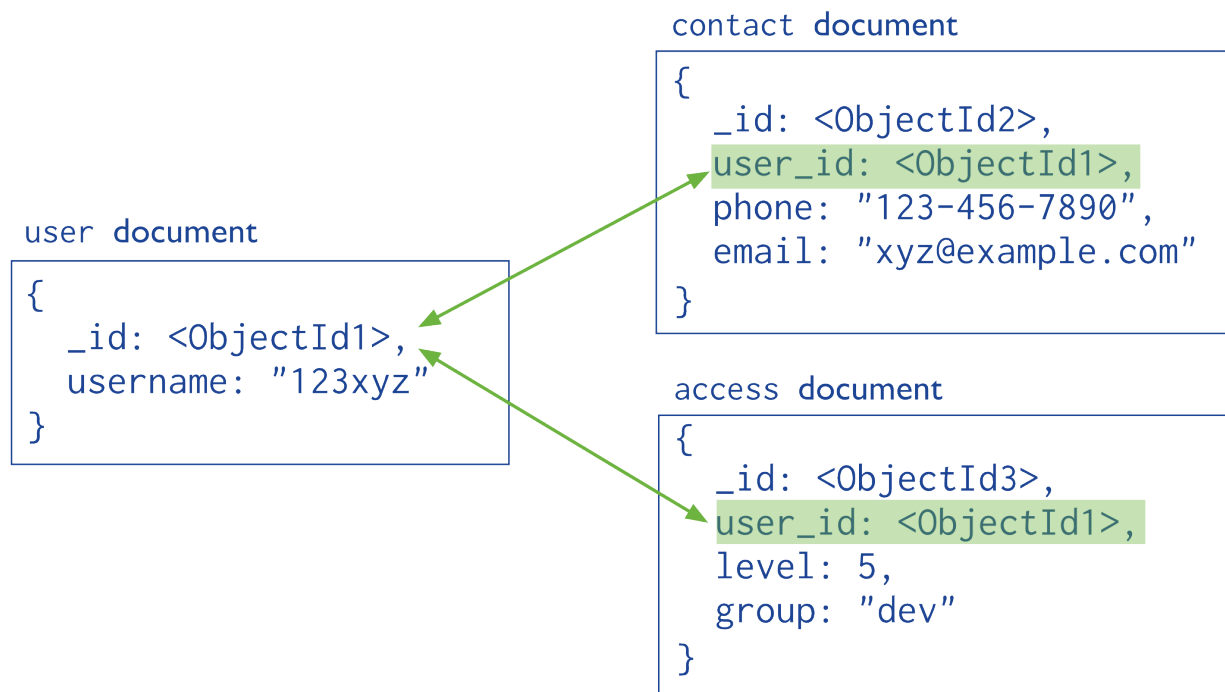 user document
{
_id: <ObjectId1>,
username: "123xyz"
}
contact document
{
_id: <ObjectId2>,
user_id: <ObjectId1>,
phone: "123-456-7890",
email: "xyz@example.com"
}
access document
{
_id: <ObjectId3>,
user_id: <ObjectId1>,
level: 5,
group: "dev"
}